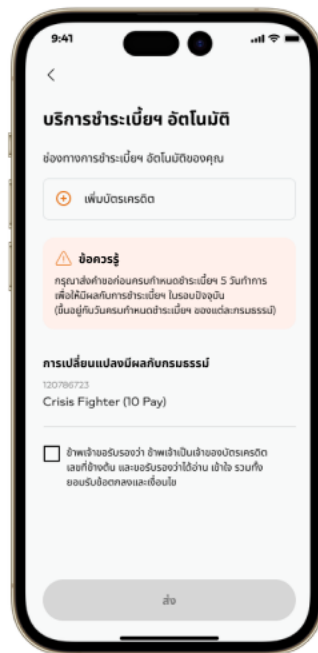 9:41
บริการชำระเบี้ยฯ อัตโนมัติ
ช่องทางการชำระเบี้ยฯ อัตโนมัติของคุณ
เพิ่มบัตรเครดิต
ข้อควรรู้
กรุณาส่งคำขอก่อนครบกำหนดชำระเบี้ยฯ 5 วันทำการ
เพื่อให้มีผลกับการชำระเบี้ยฯ ในรอบปัจจุบัน
(ขึ้นอยู่กับวันครบกำหนดชำระเบี้ยฯ ของแต่ละกรมธรรม์)
การเปลี่ยนแปลงมีผลกับกรมธรรม์
120786723
Crisis Fighter (10 Pay)
ข้าพเจ้าขอรับรองว่า ข้าพเจ้าเป็นเจ้าของบัตรเครดิต
เลขที่ข้างต้น และขอรับรองว่าได้อ่าน เข้าใจ รวมทั้ง
ยอมรับข้อตกลงและเงื่อนไข
ส่ง